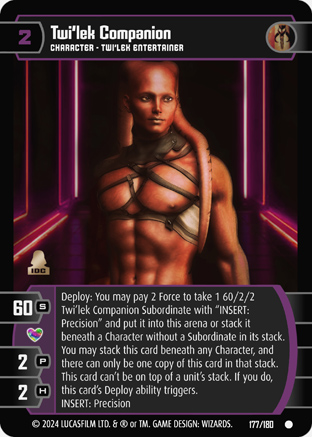 2
Twi'lek Companion
CHARACTER - TWI'LEK ENTERTAINER
IDC
60 S
2 P
2 H
Deploy: You may pay 2 Force to take 1 60/2/2
Twi'lek Companion Subordinate with “INSERT:
Precision” and put it into this arena or stack it
beneath a Character without a Subordinate in its stack.
You may stack this card beneath any Character, and
there can only be one copy of this card in that stack.
This card can't be on top of a unit's stack. If you do,
this card's Deploy ability triggers.
INSERT: Precision
© 2024 LUCASFILM LTD. & ® or TM. GAME DESIGN: WIZARDS. 177/180